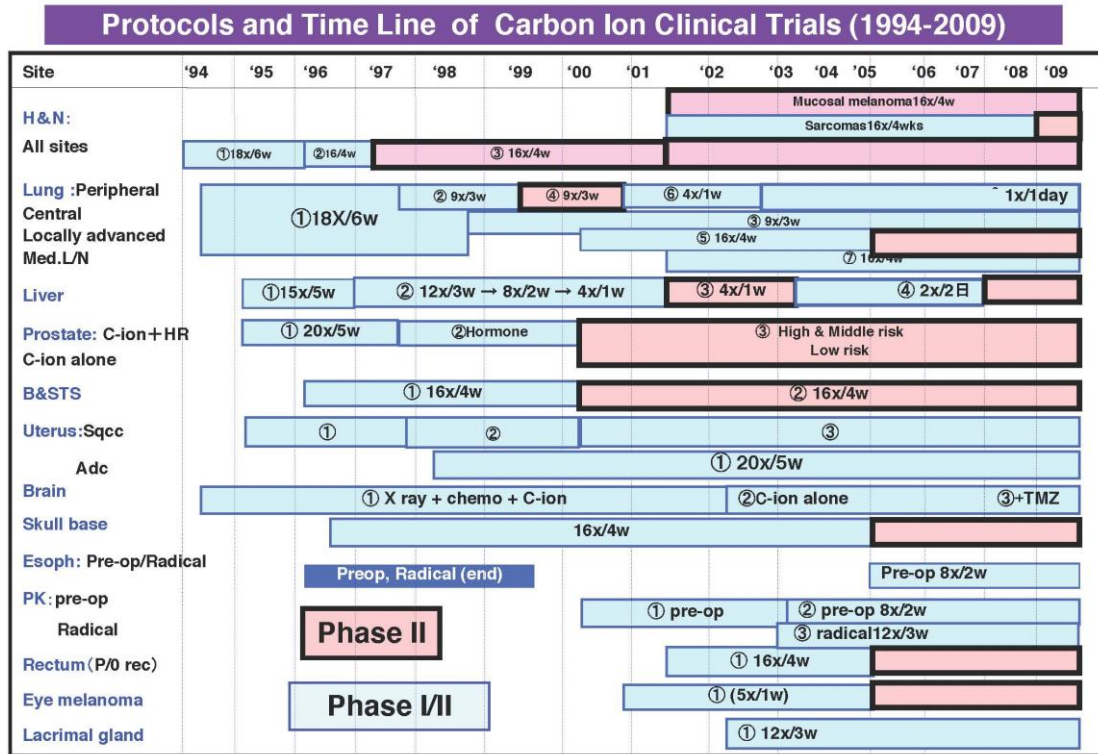 Protocols and Time Line of Carbon Ion Clinical Trials (1994-2009)
Site '94 '95 '96 '97 '98 '99 '00 '01 '02 '03 '04 '05 '06 '07 '08 '09
Mucosal melanoma16x/4w
H&N:
Sarcomas16x/4wks
All sites ①18x/6w ②16/4w ③ 16x/4w
Lung :Peripheral ② 9x/3w ④ 9x/3w ⑥ 4x/1w ˆ 1x/1day
Central ①18X/6w ③ 9x/3w
Locally advanced ⑤ 16x/4w
Med.L/N ⑦ 16x/4w
Liver ①15x/5w ② 12x/3w → 8x/2w → 4x/1w ③ 4x/1w ④ 2x/2日
Prostate: C-ion+HR ① 20x/5w ②Hormone ③ High & Middle risk
C-ion alone Low risk
B&STS ① 16x/4w ② 16x/4w
Uterus:Sqcc ① ② ③
Adc ① 20x/5w
Brain ① X ray + chemo + C-ion ②C-ion alone ③+TMZ
Skull base 16x/4w
Esoph: Pre-op/Radical Preop, Radical (end) Pre-op 8x/2w
PK: pre-op ① pre-op ② pre-op 8x/2w
Radical Phase II ③ radical12x/3w
Rectum(P/0 rec) ① 16x/4w
Eye melanoma Phase I/II ① (5x/1w)
Lacrimal gland ① 12x/3w